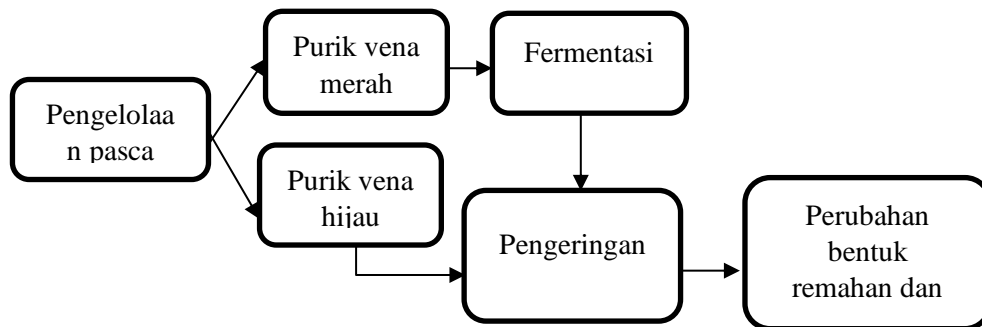 Purik vena
merah
Fermentasi
Pengelolaa
n pasca
Purik vena
hijau
Pengeringan
Perubahan
bentuk
remahan dan